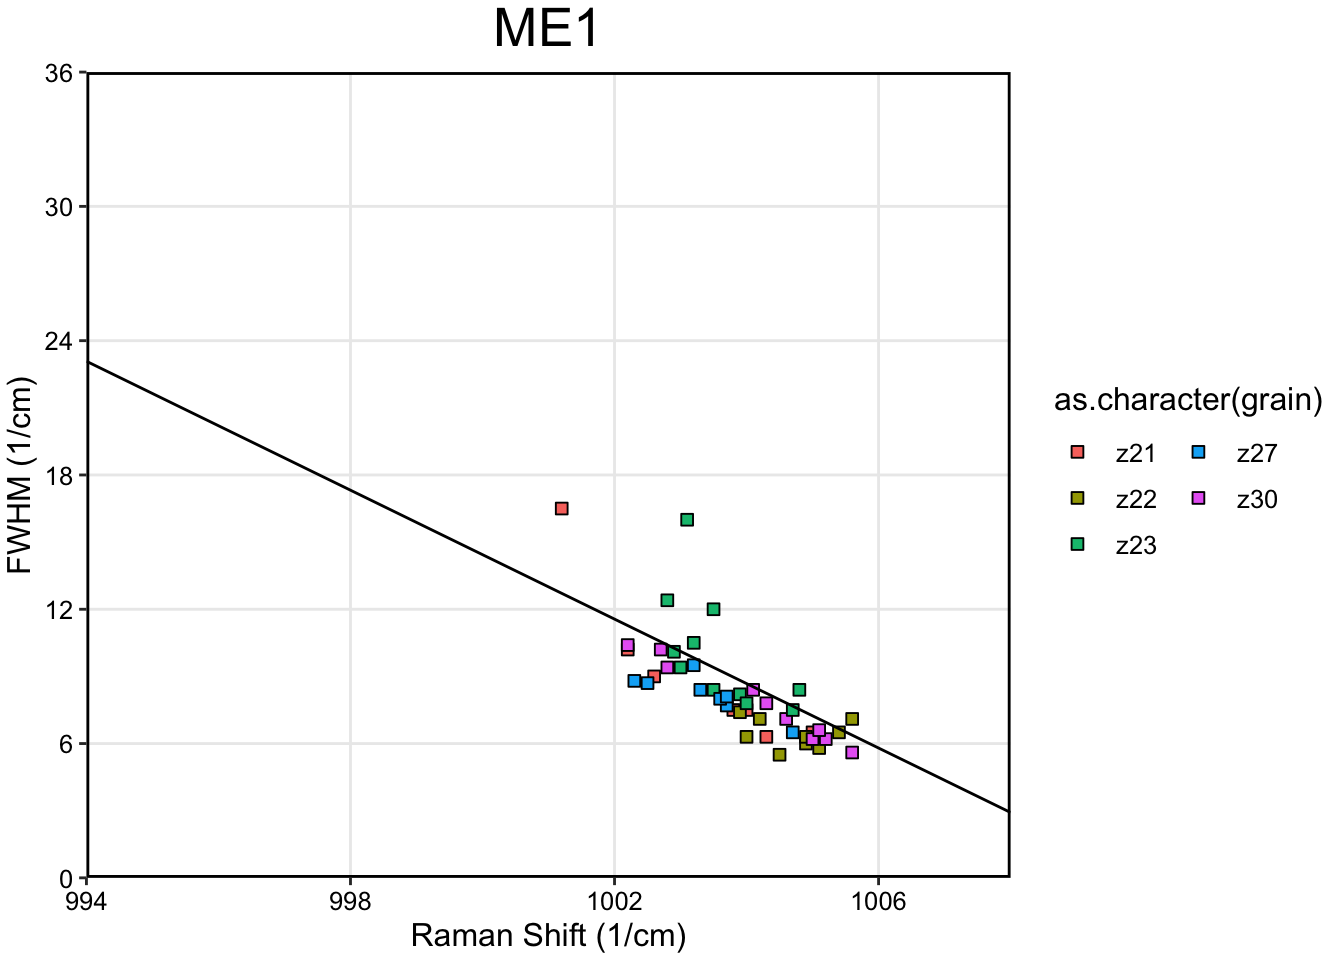 ME1
36
30
24
18
12
6
0
FWHM (1/cm)
994 998 1002 1006
Raman Shift (1/cm)
as.character(grain)
z21 z27
z22 z30
z23